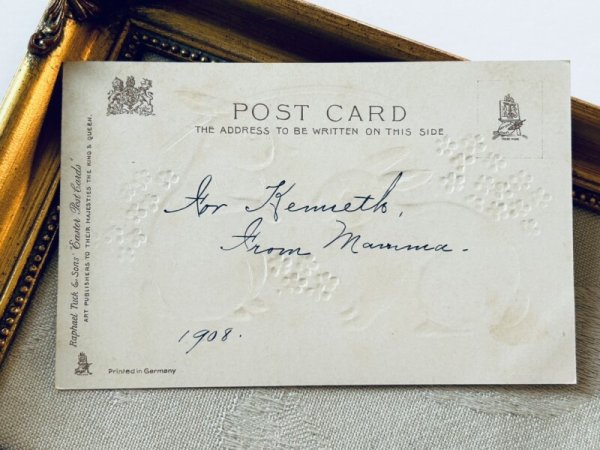 POST CARD
THE ADDRESS TO BE WRITTEN ON THIS SIDE
For Kenneth,
From Mamma.
1908.
Raphael Tuck & Sons' "Easter" Post Cards"
ART PUBLISHERS TO THEIR MAJESTIES THE KING & QUEEN.
Printed in Germany